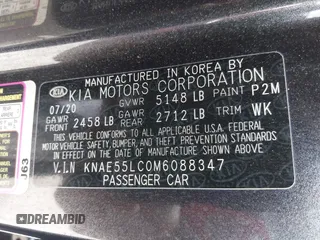 MANUFACTURED IN KOREA BY
KIA KIA MOTORS CORPORATION
07/20 GVWR 5148 LB PAINT P2M
GAWR FRONT 2458 LB GAWR REAR 2712 LB TRIM WK
THIS VEHICLE CONFORMS TO ALL APPLICABLE U.S.A. FEDERAL
MOTOR VEHICLE SAFETY, BUMPER, AND THEFT PREVENTION
STANDARDS IN EFFECT ON THE DATE OF MANUFACTURE SHOWN ABOVE.
V.I.N KNAE55LC0M6088347
PASSENGER CAR
J63
DREAMBID